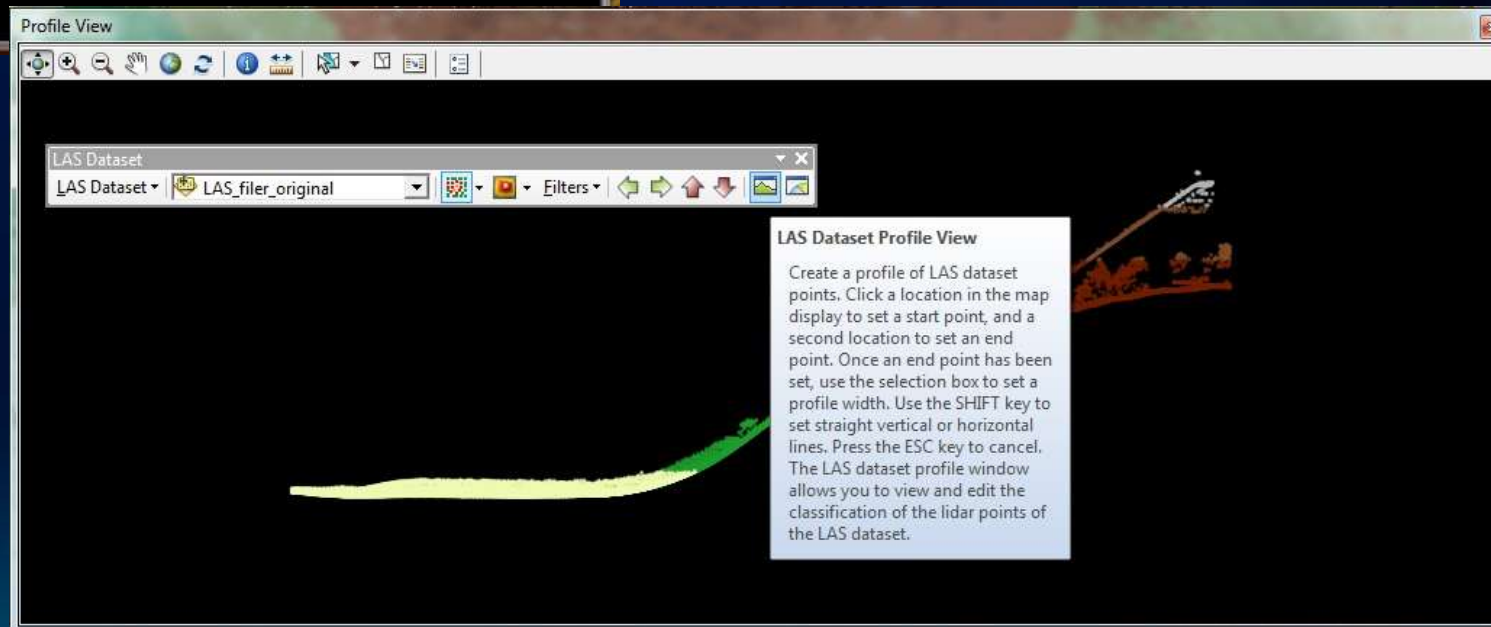 Profile View
LAS Dataset
LAS Dataset LAS_filer_original Filters
LAS Dataset Profile View
Create a profile of LAS dataset
points. Click a location in the map
display to set a start point, and a
second location to set an end
point. Once an end point has been
set, use the selection box to set a
profile width. Use the SHIFT key to
set straight vertical or horizontal
lines. Press the ESC key to cancel.
The LAS dataset profile window
allows you to view and edit the
classification of the lidar points of
the LAS dataset.